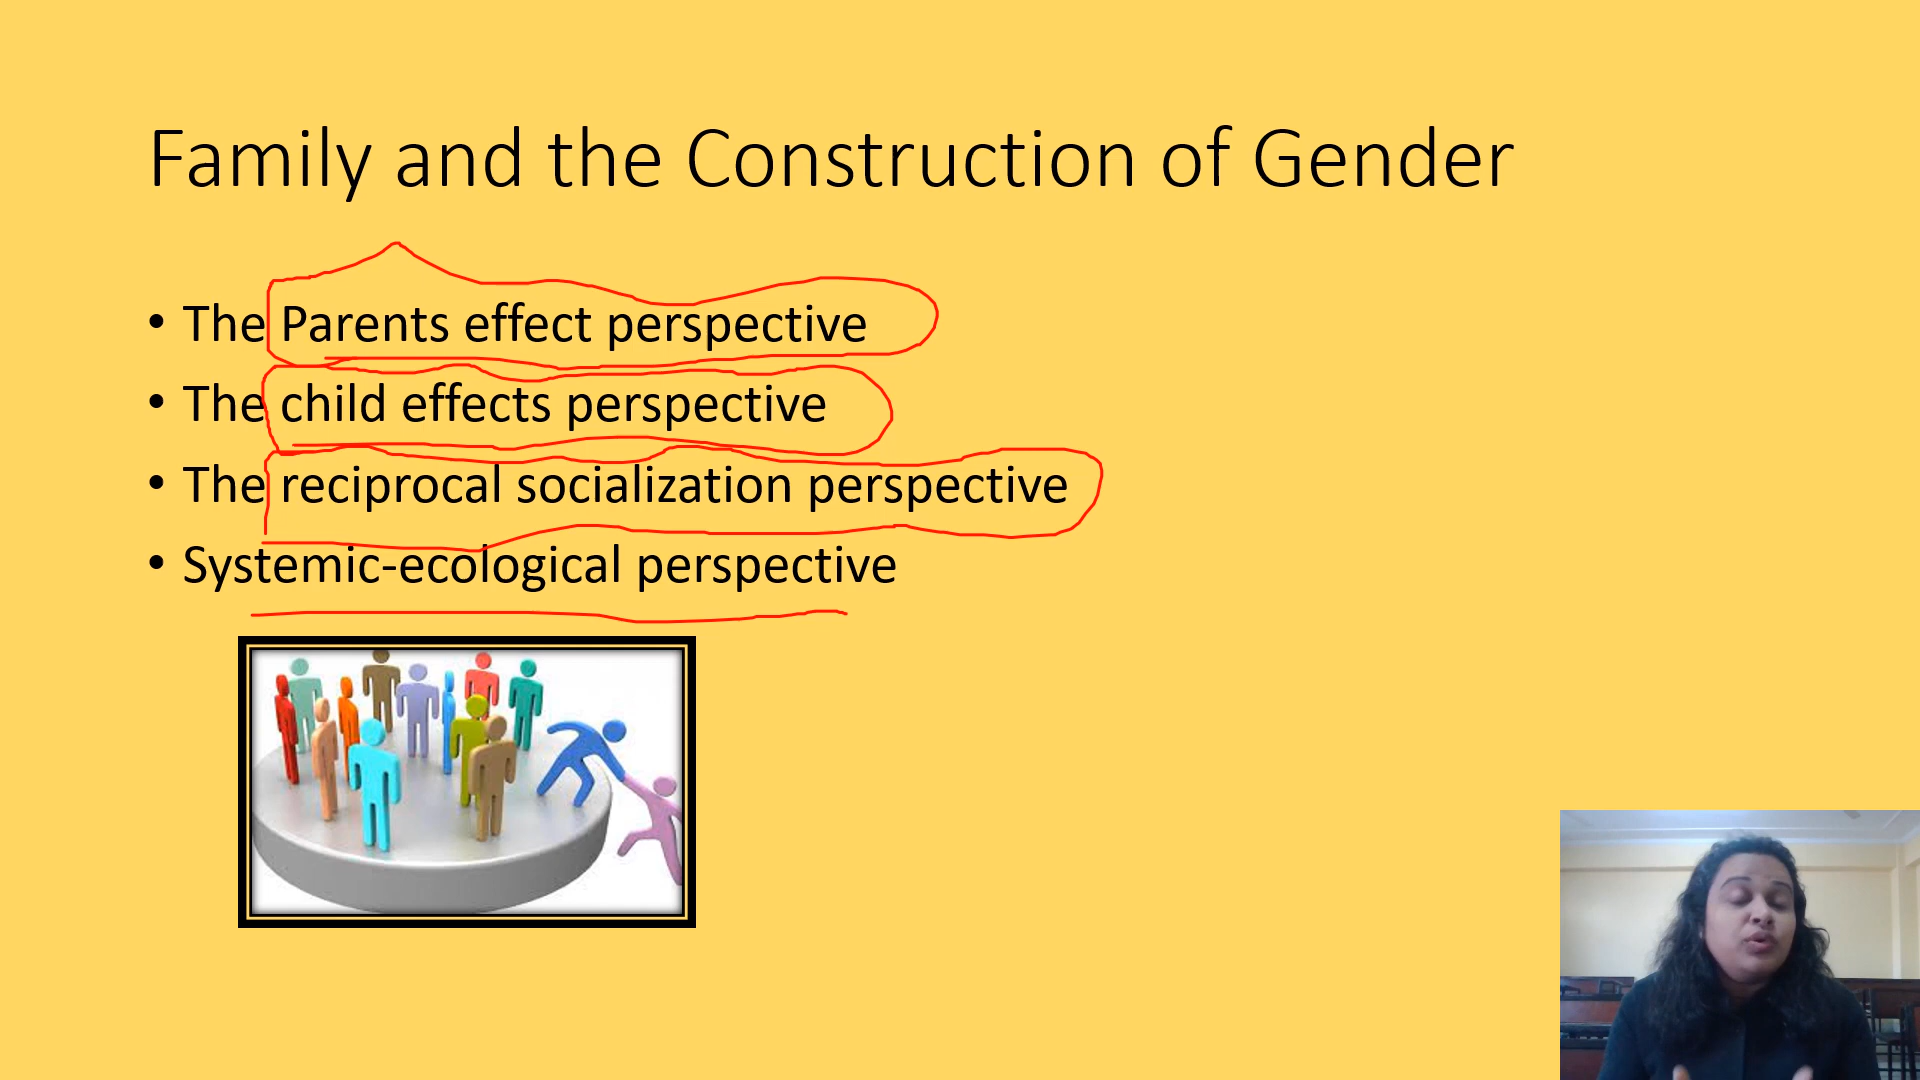 Family and the Construction of Gender
• The Parents effect perspective
• The child effects perspective
• The reciprocal socialization perspective
• Systemic-ecological perspective